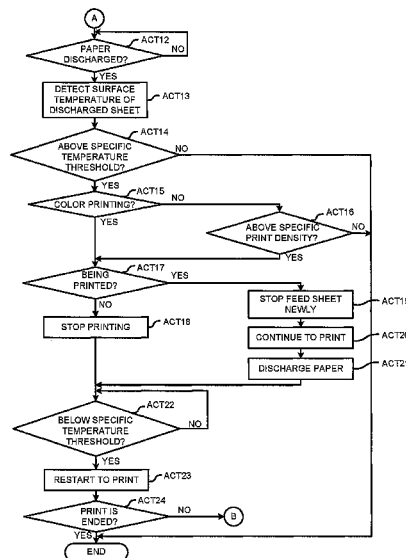 A
ACT12
PAPER
DISCHARGED?
NO
YES
ACT13
DETECT SURFACE
TEMPERATURE OF
DISCHARGED SHEET
ACT14
ABOVE SPECIFIC
TEMPERATURE
THRESHOLD?
NO
YES
ACT15
COLOR PRINTING?
NO
YES
ACT16
ABOVE SPECIFIC
PRINT DENSITY?
NO
YES
ACT17
BEING
PRINTED?
YES
NO
STOP FEED SHEET
NEWLY
ACT19
STOP PRINTING
ACT18
CONTINUE TO PRINT
ACT20
DISCHARGE PAPER
ACT21
ACT22
BELOW SPECIFIC
TEMPERATURE
THRESHOLD?
NO
YES
RESTART TO PRINT
ACT23
ACT24
PRINT IS
ENDED?
NO
B
YES
END